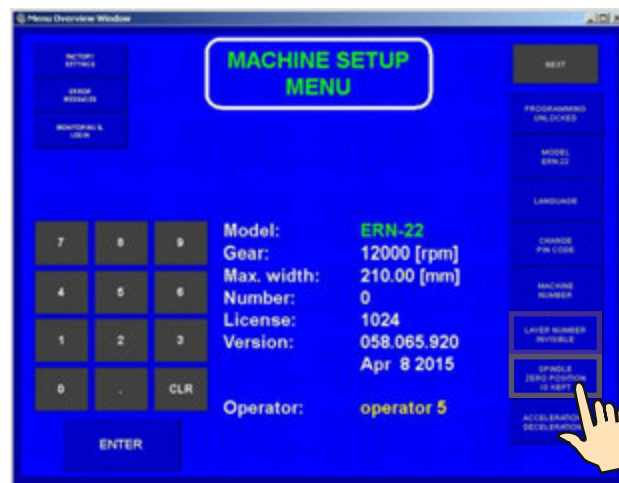 Menu Overview Window
FACTORY
SETTINGS
ERROR
MESSAGES
MONITORING &
LOGIN
MACHINE SETUP
MENU
NEXT
PROGRAMMING
UNLOCKED
MODEL
ERN-22
LANGUAGE
CHANGE
PIN CODE
MACHINE
NUMBER
LAYER NUMBER
INVISIBLE
SPINDLE
ZERO POSITION
IS KEPT
ACCELERATION
DECELERATION
7 8 9
4 5 6
1 2 3
0 . CLR
ENTER
Model: ERN-22
Gear: 12000 [rpm]
Max. width: 210.00 [mm]
Number: 0
License: 1024
Version: 058.065.920
Apr 8 2015
Operator: operator 5